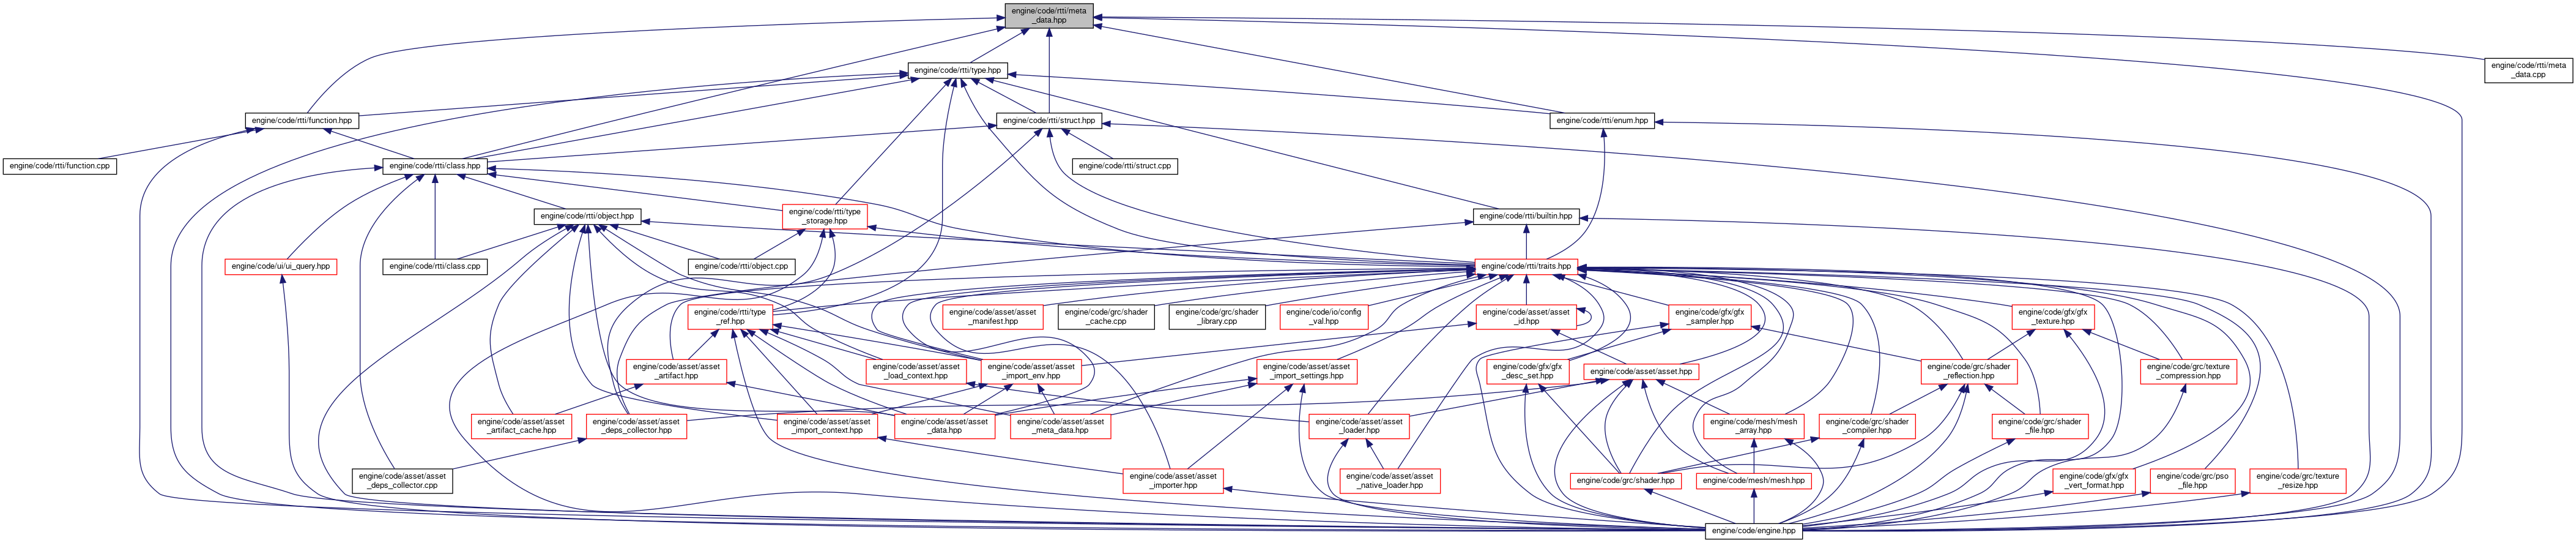 engine/code/rtti/meta
_data.hpp
engine/code/rtti/type.hpp
engine/code/rtti/meta
_data.cpp
engine/code/rtti/function.hpp
engine/code/rtti/struct.hpp
engine/code/rtti/enum.hpp
engine/code/rtti/function.cpp
engine/code/rtti/class.hpp
engine/code/rtti/struct.cpp
engine/code/rtti/object.hpp
engine/code/rtti/type
_storage.hpp
engine/code/rtti/builtin.hpp
engine/code/ui/ui_query.hpp
engine/code/rtti/class.cpp
engine/code/rtti/object.cpp
engine/code/rtti/traits.hpp
engine/code/rtti/type
_ref.hpp
engine/code/asset/asset
_manifest.hpp
engine/code/grc/shader
_cache.cpp
engine/code/grc/shader
_library.cpp
engine/code/io/config
_val.hpp
engine/code/asset/asset
_id.hpp
engine/code/gfx/gfx
_sampler.hpp
engine/code/gfx/gfx
_texture.hpp
engine/code/asset/asset
_artifact.hpp
engine/code/asset/asset
_load_context.hpp
engine/code/asset/asset
_import_env.hpp
engine/code/asset/asset
_import_settings.hpp
engine/code/gfx/gfx
_desc_set.hpp
engine/code/asset/asset.hpp
engine/code/grc/shader
_reflection.hpp
engine/code/grc/texture
_compression.hpp
engine/code/asset/asset
_artifact_cache.hpp
engine/code/asset/asset
_deps_collector.hpp
engine/code/asset/asset
_import_context.hpp
engine/code/asset/asset
_data.hpp
engine/code/asset/asset
_meta_data.hpp
engine/code/asset/asset
_loader.hpp
engine/code/mesh/mesh
_array.hpp
engine/code/grc/shader
_compiler.hpp
engine/code/grc/shader
_file.hpp
engine/code/asset/asset
_deps_collector.cpp
engine/code/asset/asset
_importer.hpp
engine/code/asset/asset
_native_loader.hpp
engine/code/grc/shader.hpp
engine/code/mesh/mesh.hpp
engine/code/gfx/gfx
_vert_format.hpp
engine/code/grc/pso
_file.hpp
engine/code/grc/texture
_resize.hpp
engine/code/engine.hpp